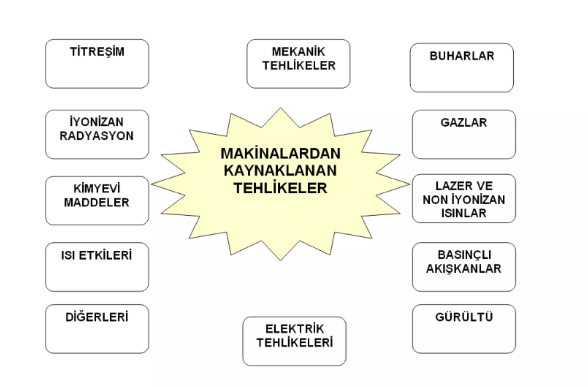 TİTREŞİM
MEKANİK
TEHLİKELER
BUHARLAR
İYONİZAN
RADYASYON
GAZLAR
MAKİNALARDAN
KAYNAKLANAN
TEHLİKELER
KİMYEVİ
MADDELER
LAZER VE
NON İYONİZAN
ISINLAR
ISI ETKİLERİ
BASINÇLI
AKIŞKANLAR
DİĞERLERİ
ELEKTRİK
TEHLİKELERİ
GÜRÜLTÜ